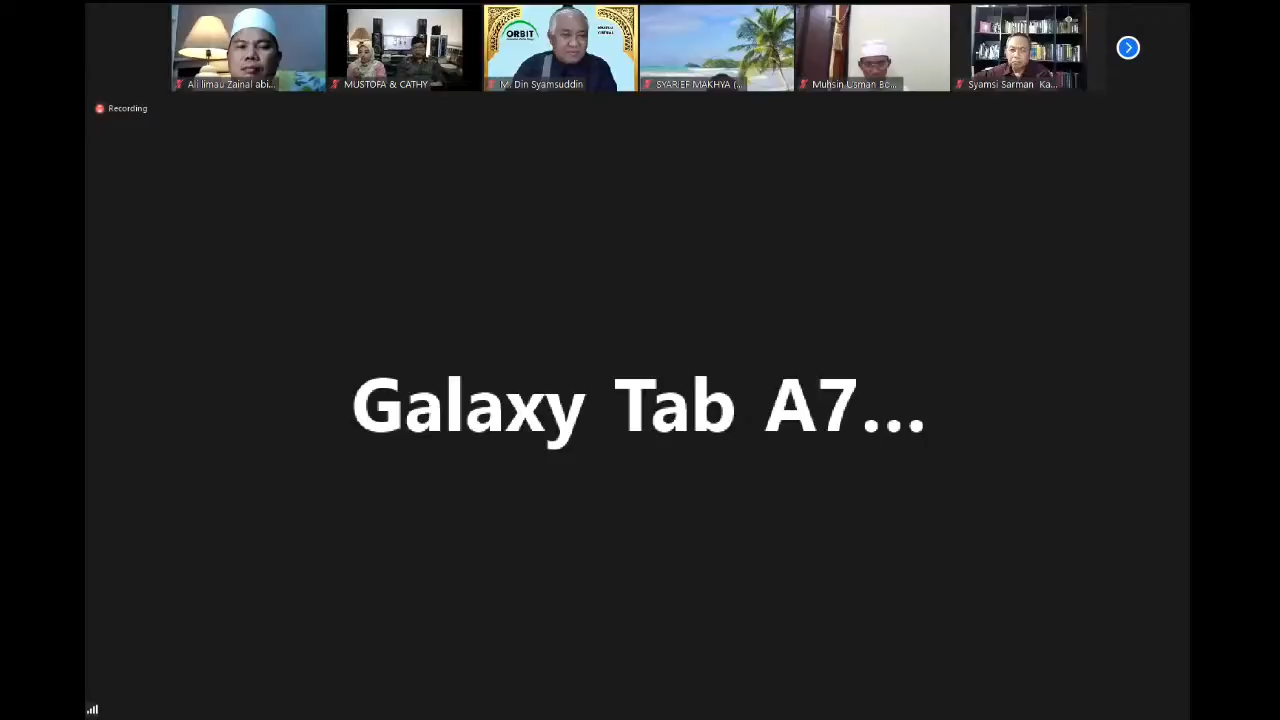 ORBIT
Ali limau Zainal abi...
MUSTOFA & CATHY
M. Din Syamsuddin
SYARIEF MAKHYA (...
Muhsin Usman Bo...
Syamsi Sarman Ka...
Recording
Galaxy Tab A7...